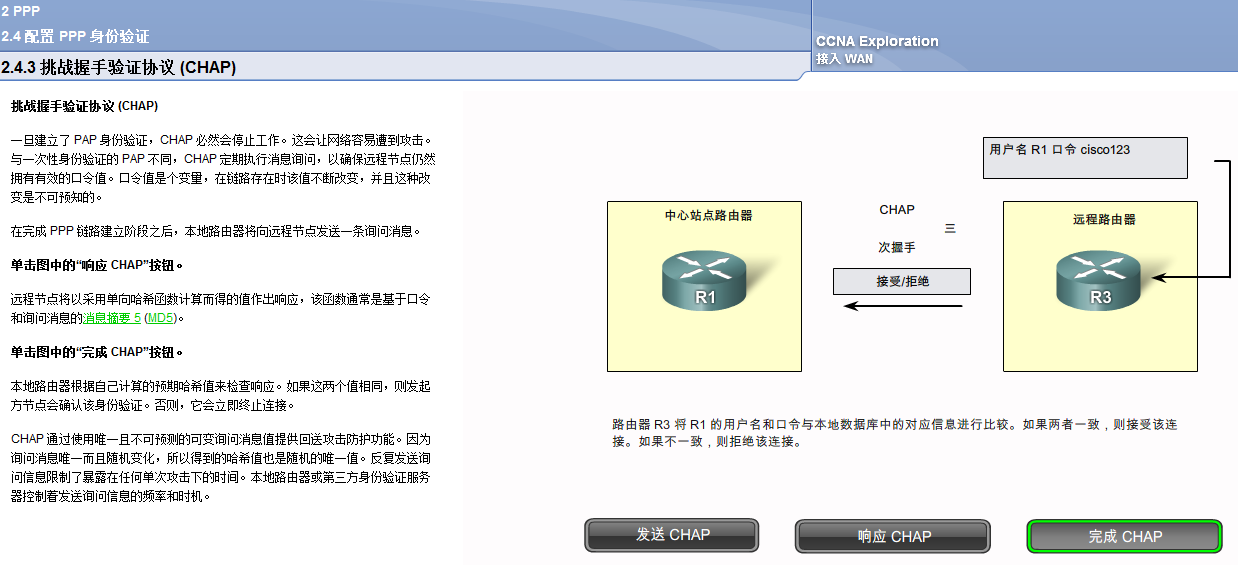 2 PPP
2.4 配置 PPP 身份验证
CCNA Exploration
接入 WAN
2.4.3 挑战握手验证协议 (CHAP)
挑战握手验证协议 (CHAP)
一旦建立了 PAP 身份验证，CHAP 必然会停止工作。这会让网络容易遭到攻击。
与一次性身份验证的 PAP 不同，CHAP 定期执行消息询问，以确保远程节点仍然
拥有有效的口令值。口令值是个变量，在链路存在时该值不断改变，并且这种改
变是不可预知的。
在完成 PPP 链路建立阶段之后，本地路由器将向远程节点发送一条询问消息。
单击图中的“响应 CHAP”按钮。
远程节点将以采用单向哈希函数计算而得的值作出响应，该函数通常是基于口令
和询问消息的消息摘要 5 (MD5)。
单击图中的“完成 CHAP”按钮。
本地路由器根据自己计算的预期哈希值来检查响应。如果这两个值相同，则发起
方节点会确认该身份验证。否则，它会立即终止连接。
CHAP 通过使用唯一且不可预测的可变询问消息值提供回送攻击防护功能。因为
询问消息唯一而且随机变化，所以得到的哈希值也是随机的唯一值。反复发送询
问信息限制了暴露在任何单次攻击下的时间。本地路由器或第三方身份验证服务
器控制着发送询问信息的频率和时机。
用户名 R1 口令 cisco123
中心站点路由器
R1
CHAP
三
次握手
接受/拒绝
远程路由器
R3
路由器 R3 将 R1 的用户名和口令与本地数据库中的对应信息进行比较。如果两者一致，则接受该连
接。如果不一致，则拒绝该连接。
发送 CHAP
响应 CHAP
完成 CHAP